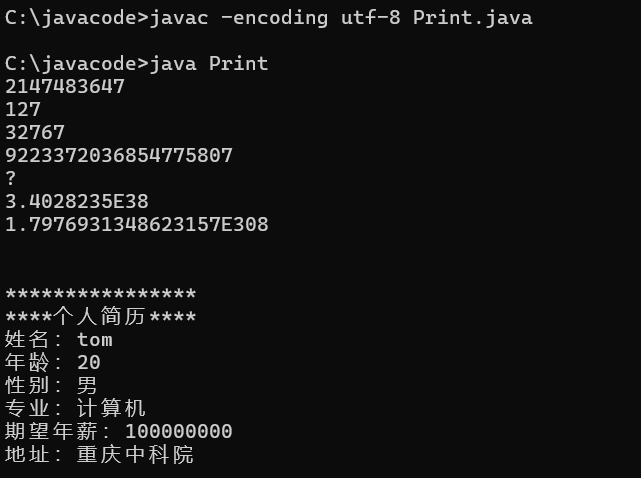 C:\javacode>javac -encoding utf-8 Print.java
C:\javacode>java Print
2147483647
127
32767
9223372036854775807
?
3.4028235E38
1.7976931348623157E308
****************
****个人简历****
姓名：tom
年龄：20
性别：男
专业：计算机
期望年薪：100000000
地址：重庆中科院